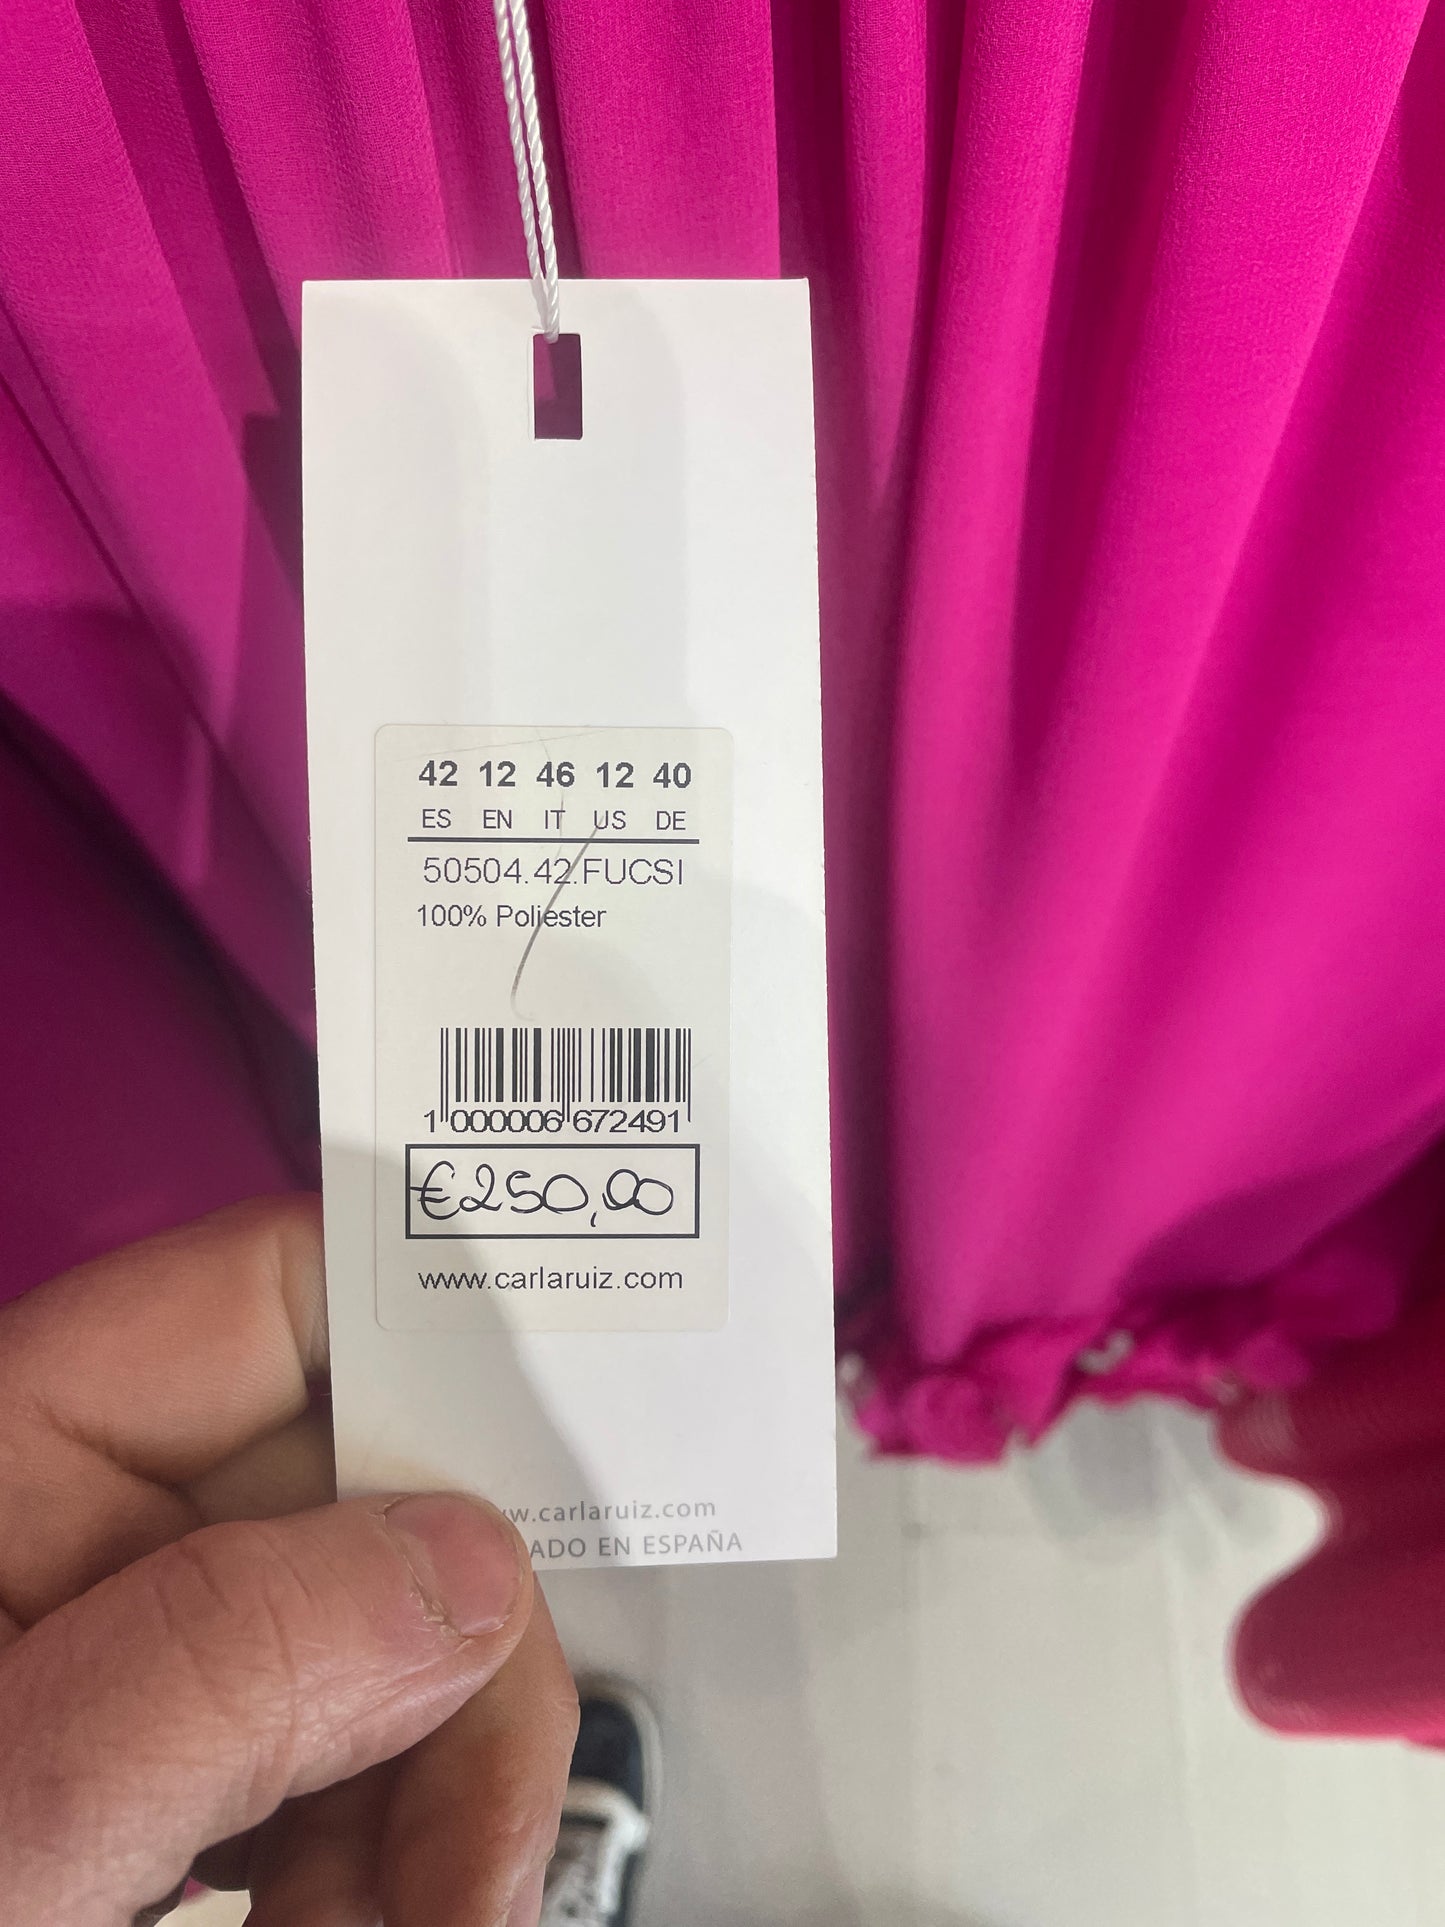 42 12 46 12 40
ES EN IT US DE
50504.42.FUCSI
100% Poliester
1 000006 672491
€250,00
www.carlaruiz.com
w.carlaruiz.com
ADO EN ESPAÑA